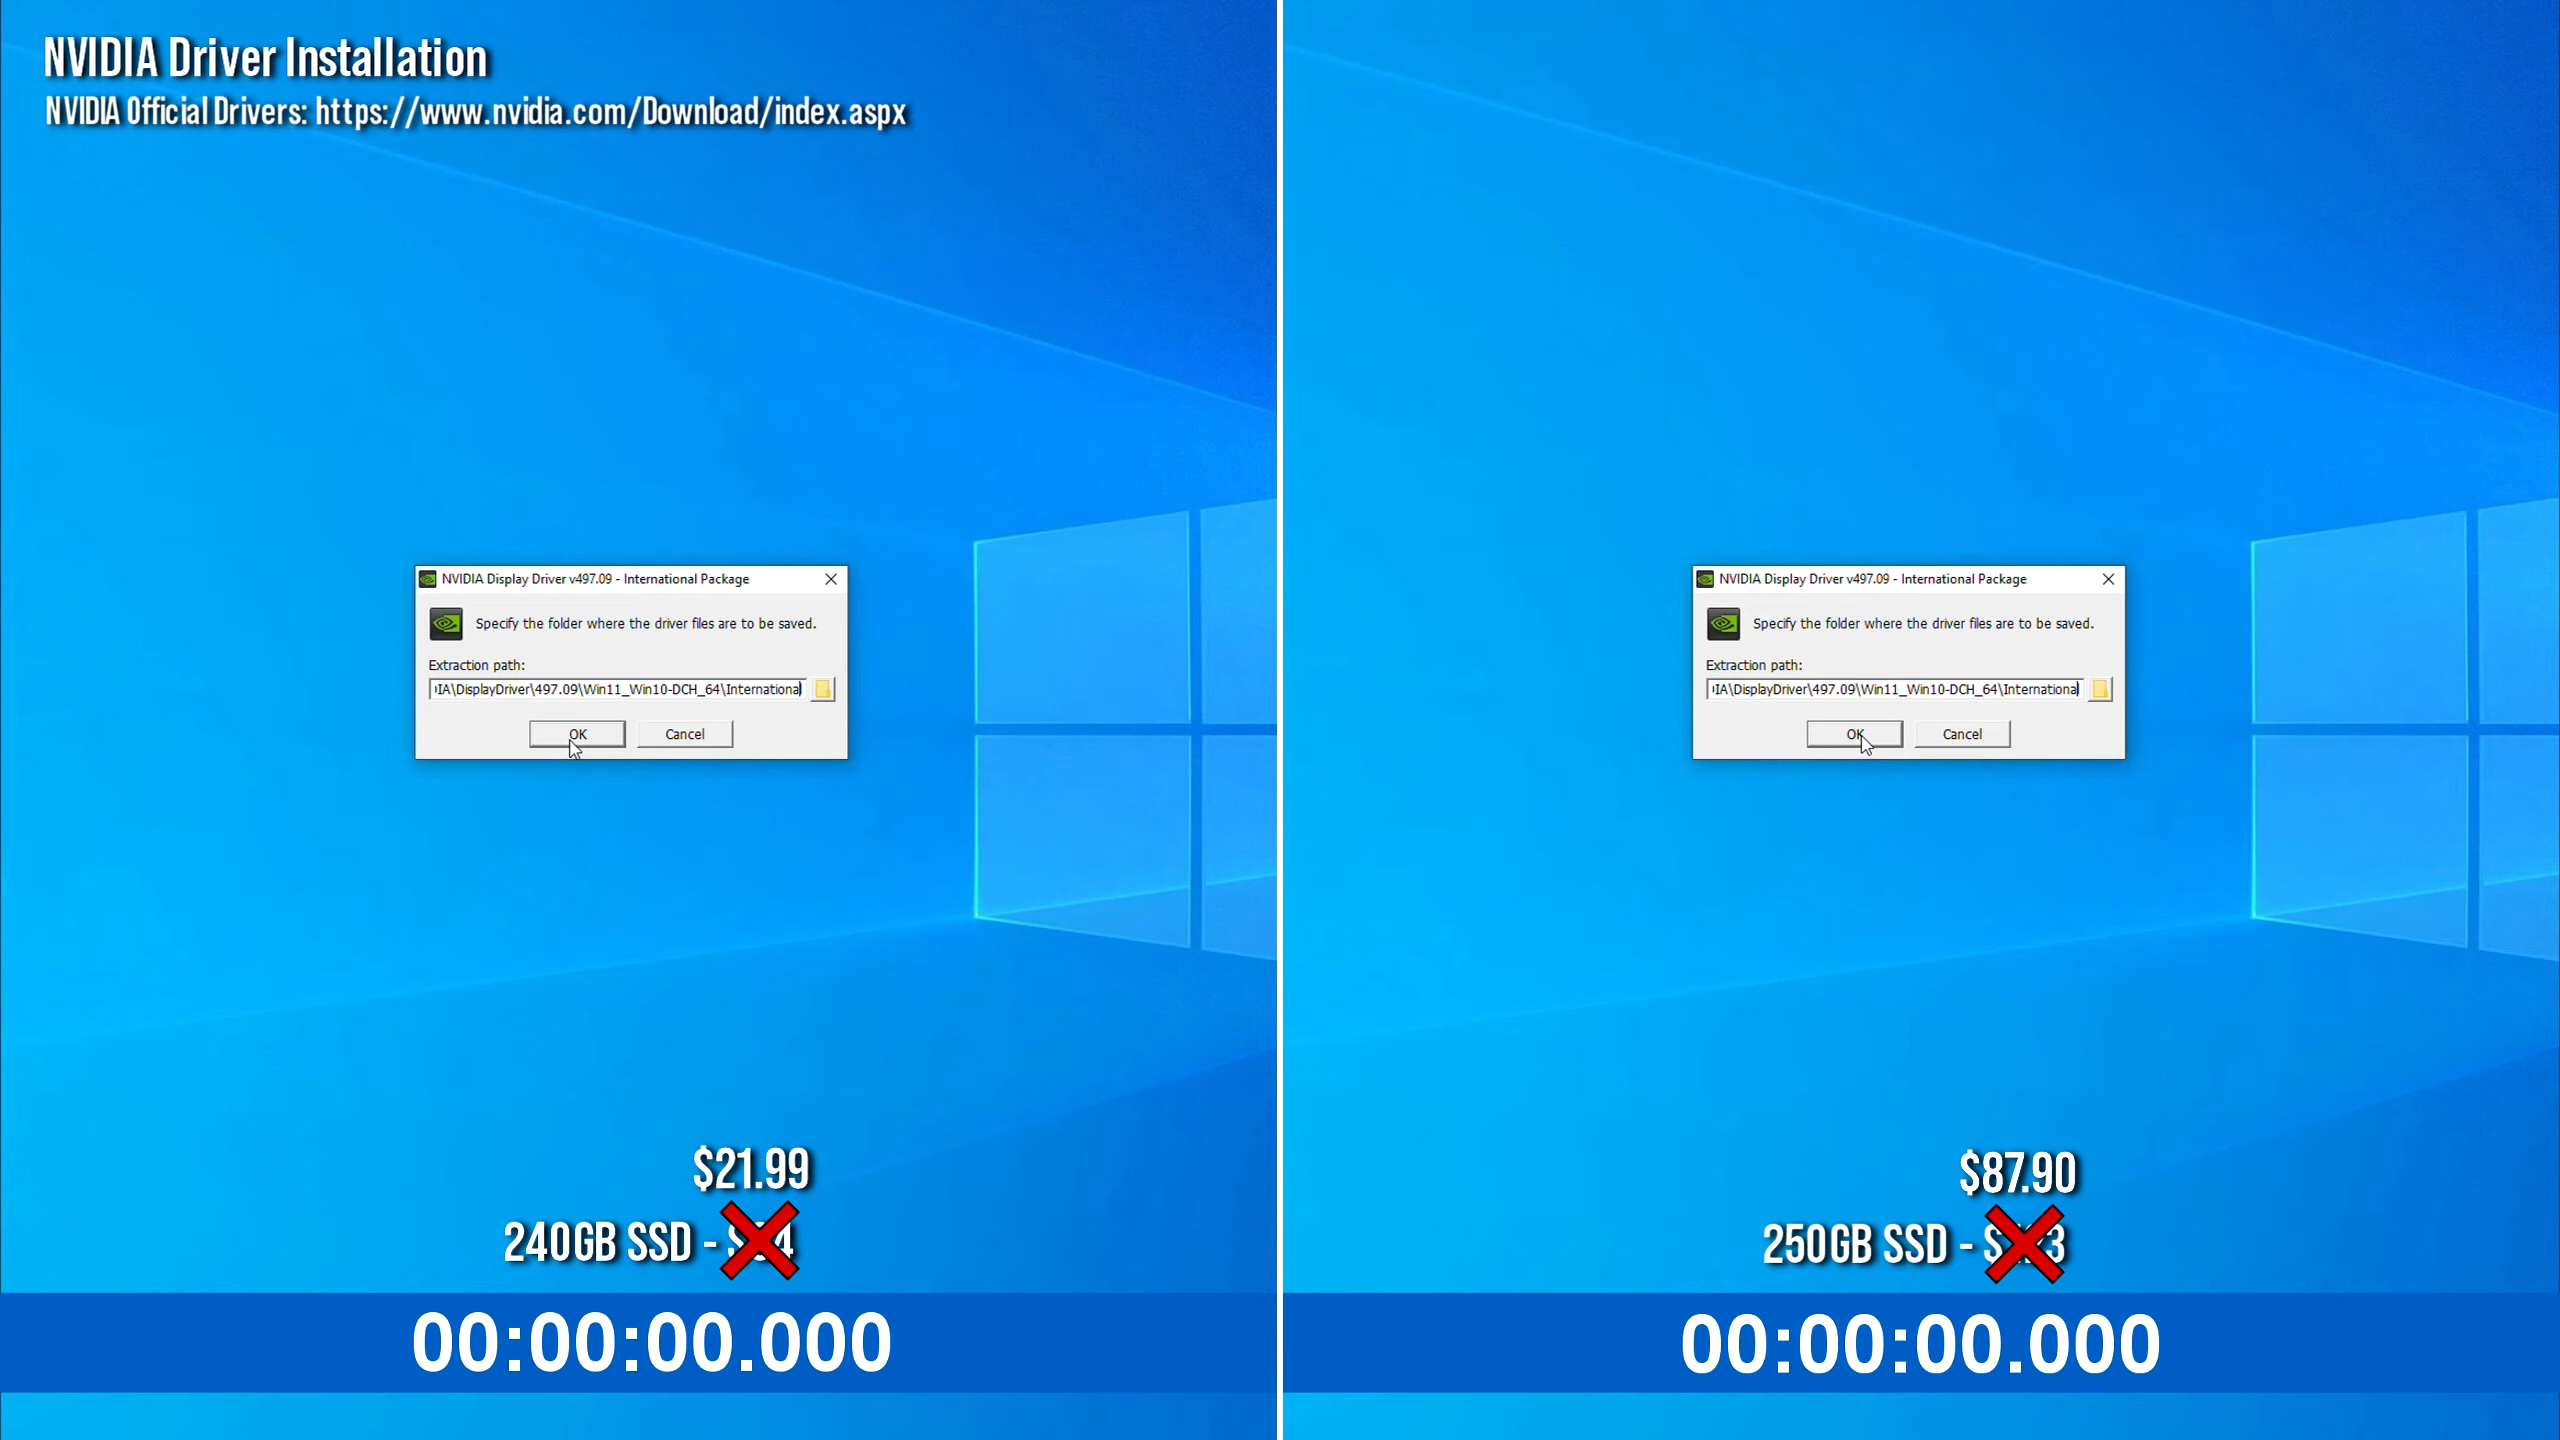 NVIDIA Driver Installation
NVIDIA Official Drivers: https://www.nvidia.com/Download/index.aspx
NVIDIA Display Driver v497.09 - International Package
Specify the folder where the driver files are to be saved.
Extraction path:
IA\DisplayDriver\497.09\Win11_Win10-DCH_64\International
OK
Cancel
$21.99
240GB SSD -
00:00:00.000
NVIDIA Display Driver v497.09 - International Package
Specify the folder where the driver files are to be saved.
Extraction path:
IA\DisplayDriver\497.09\Win11_Win10-DCH_64\International
OK
Cancel
$87.90
250GB SSD -
00:00:00.000